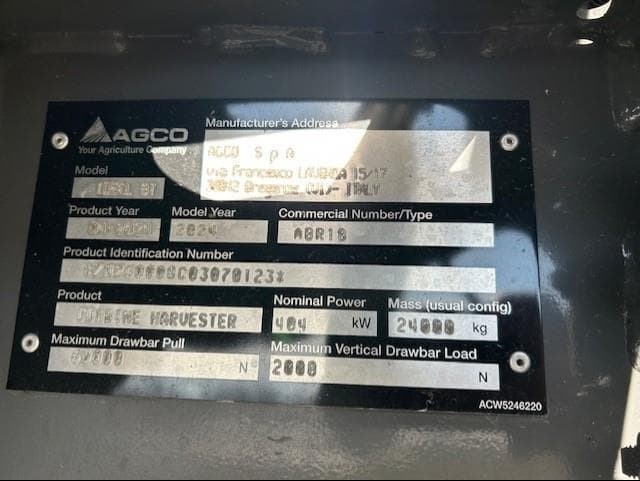 AGCO
Your Agriculture Company
Manufacturer's Address
AGCO S p A
via Francesco 15/17
ITALY
Model
Product Year
Model Year
2024
Commercial Number/Type
Product Identification Number
Product
HARVESTER
Nominal Power
404 kW
Mass (usual config)
24000 kg
Maximum Drawbar Pull
N
Maximum Vertical Drawbar Load
2000 N
ACW5246220